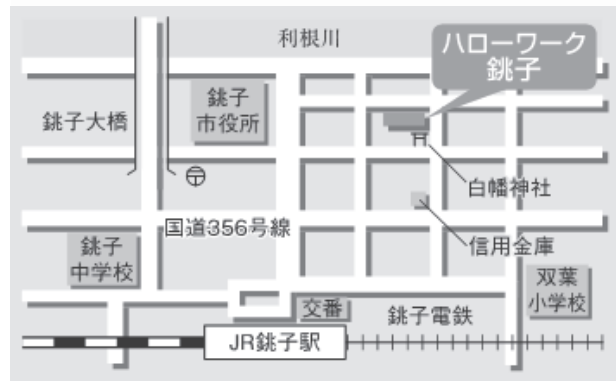 利根川
ハローワーク
銚子
銚子
市役所
銚子大橋
白幡神社
国道356号線
信用金庫
銚子
中学校
双葉
小学校
交番
銚子電鉄
JR銚子駅